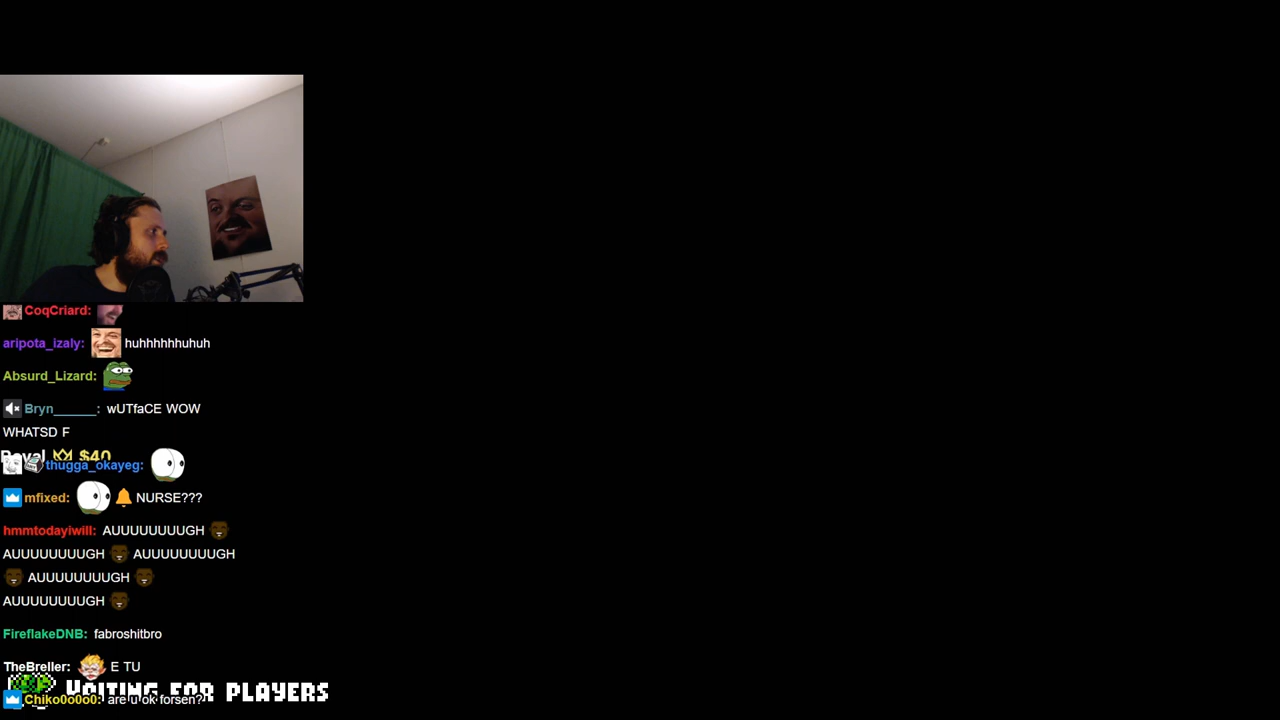 CoqCriard:
aripota_izaly: huhhhhhhuhuh
Absurd_Lizard:
Bryn______: wUTfaCE WOW
WHATSD F
$40
thugga_okayeg:
mfixed: NURSE???
hmmtodayiwill: AUUUUUUUUGH
AUUUUUUUUGH AUUUUUUUUGH
AUUUUUUUUGH
AUUUUUUUUGH
FireflakeDNB: fabroshitbro
TheBreller: E TU
WAITING FOR PLAYERS
Chiko0o0o0: are u ok forsen?